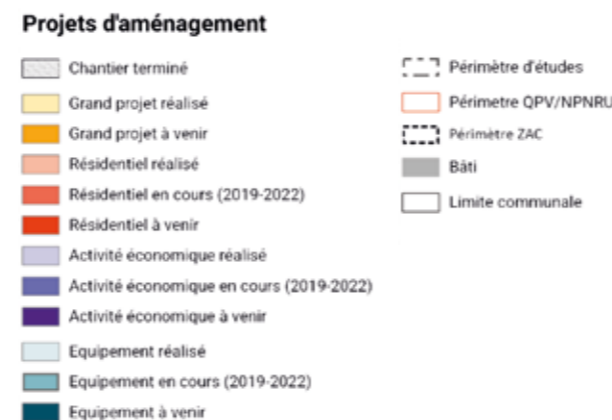 Projets d'aménagement
Chantier terminé
Grand projet réalisé
Grand projet à venir
Résidentiel réalisé
Résidentiel en cours (2019-2022)
Résidentiel à venir
Activité économique réalisé
Activité économique en cours (2019-2022)
Activité économique à venir
Equipement réalisé
Equipement en cours (2019-2022)
Equipement à venir
Périmètre d'études
Périmetre QPV/NPNRU
Périmètre ZAC
Bâti
Limite communale